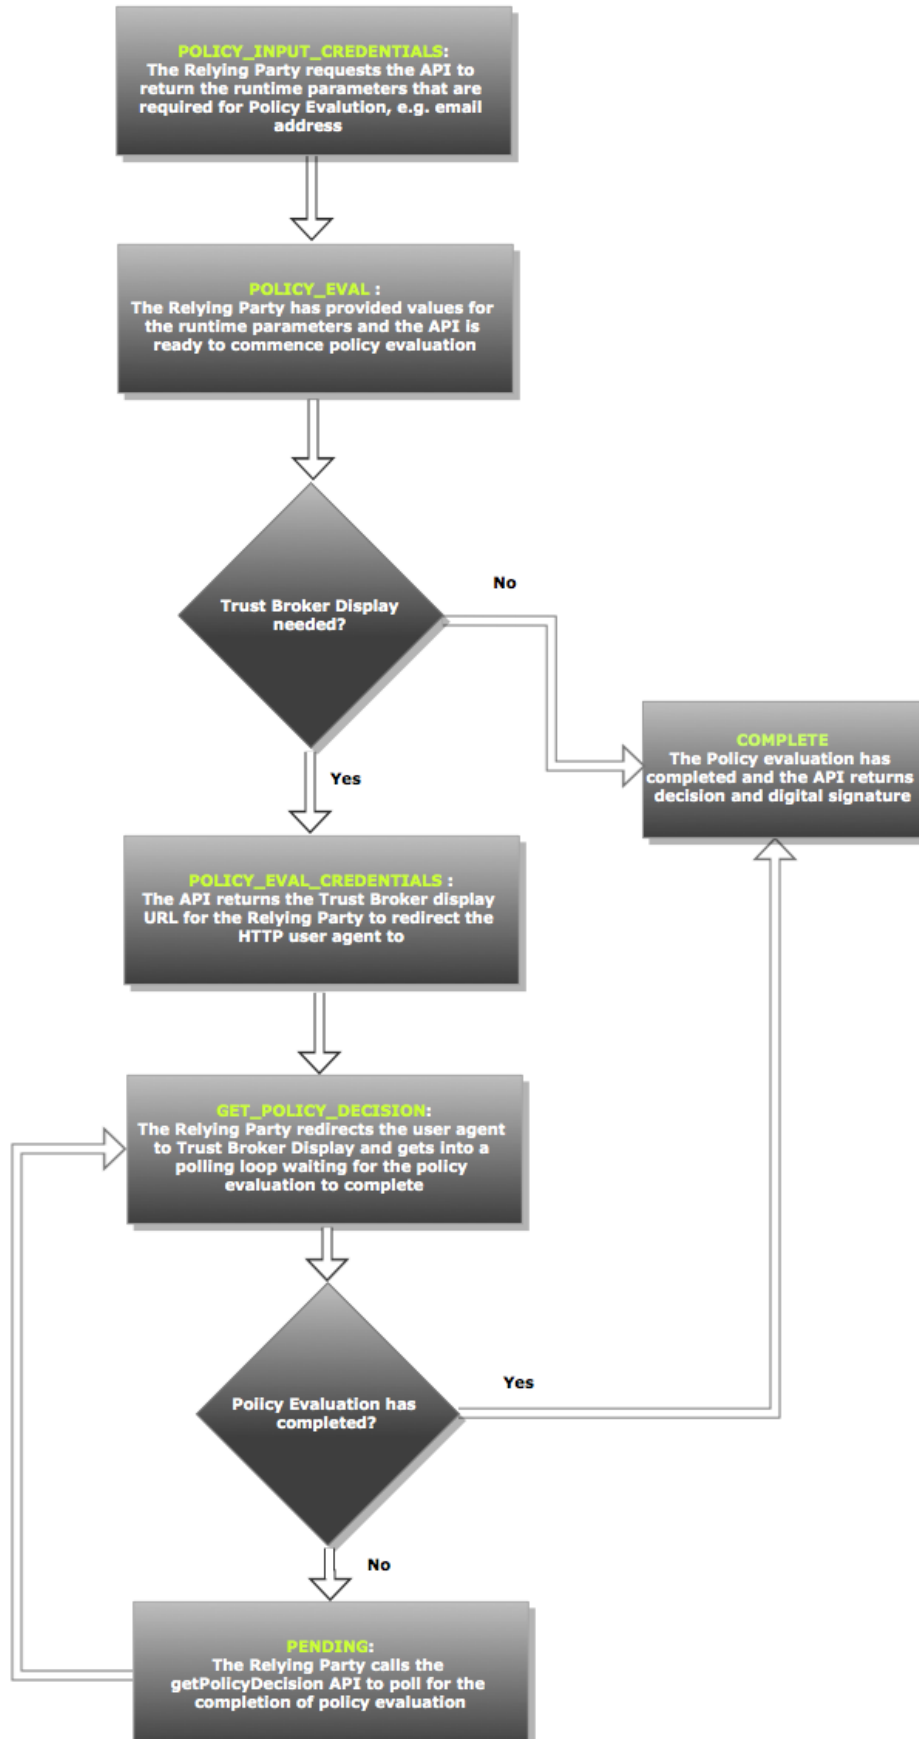 POLICY_INPUT_CREDENTIALS:
The Relying Party requests the API to
return the runtime parameters that are
required for Policy Evalution, e.g. email
address
POLICY_EVAL :
The Relying Party has provided values for
the runtime parameters and the API is
ready to commence policy evaluation
Trust Broker Display
needed?
No
Yes
COMPLETE
The Policy evaluation has
completed and the API returns
decision and digital signature
POLICY_EVAL_CREDENTIALS :
The API returns the Trust Broker display
URL for the Relying Party to redirect the
HTTP user agent to
GET_POLICY_DECISION:
The Relying Party redirects the user agent
to Trust Broker Display and gets into a
polling loop waiting for the policy
evaluation to complete
Policy Evaluation has
completed?
Yes
No
PENDING:
The Relying Party calls the
getPolicyDecision API to poll for the
completion of policy evaluation